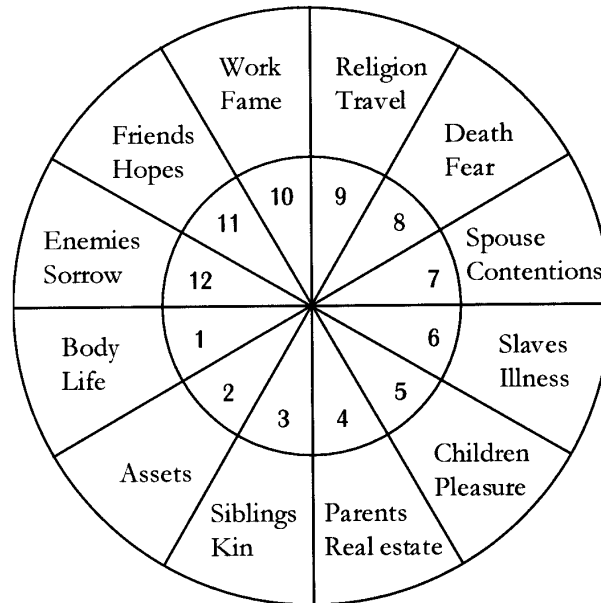 Work
Fame
Religion
Travel
Friends
Hopes
Death
Fear
Enemies
Sorrow
Spouse
Contentions
Body
Life
Slaves
Illness
Assets
Children
Pleasure
Siblings
Kin
Parents
Real estate
10
9
11
8
12
7
1
6
2
5
3
4